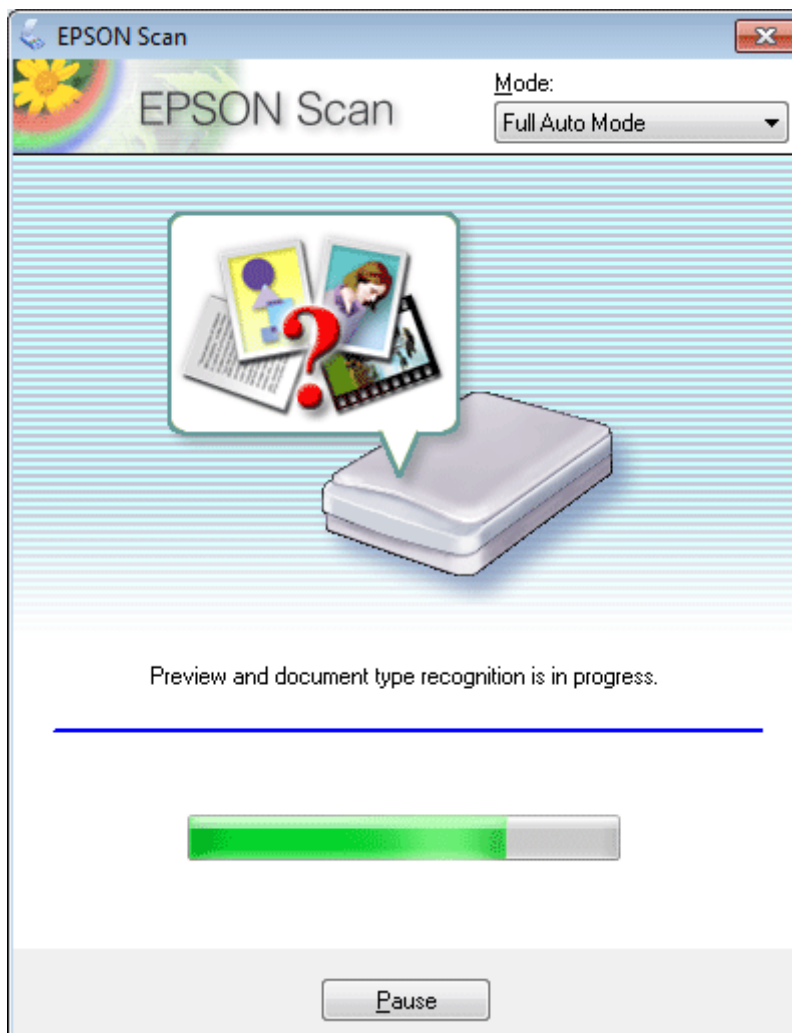 EPSON Scan
EPSON Scan
Mode:
Full Auto Mode
?
Preview and document type recognition is in progress.
Pause